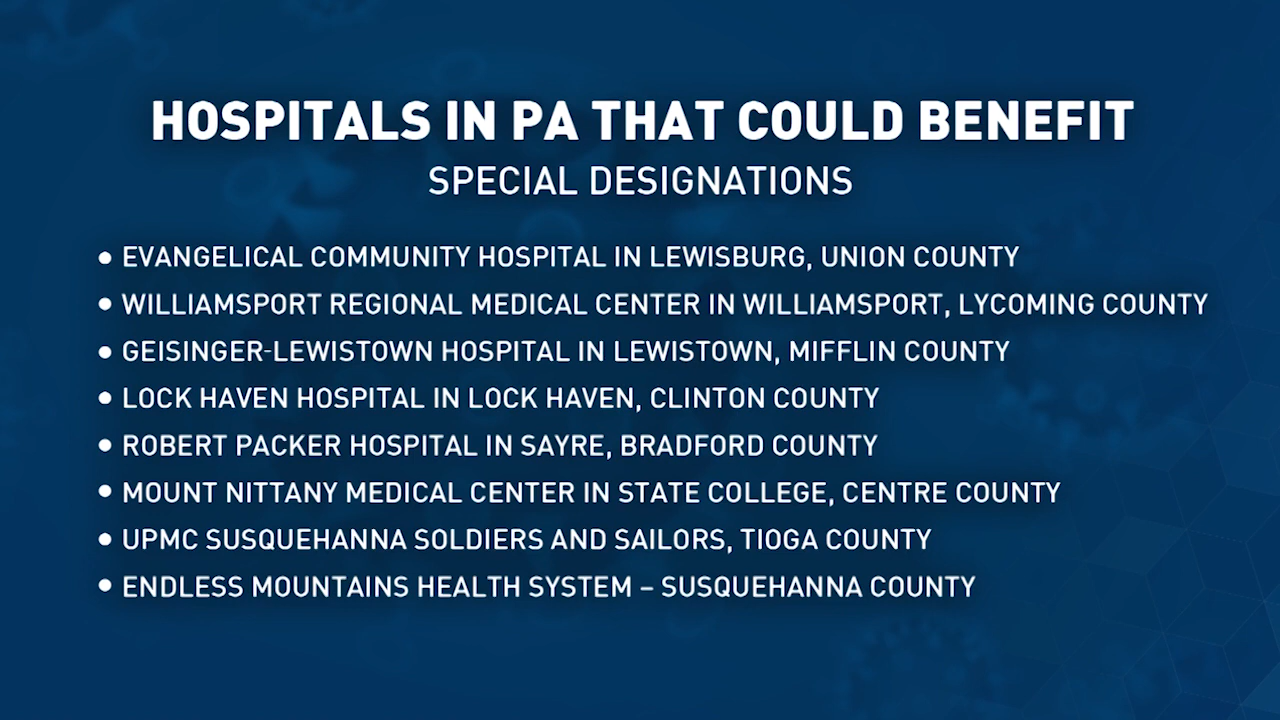 HOSPITALS IN PA THAT COULD BENEFIT
SPECIAL DESIGNATIONS
• EVANGELICAL COMMUNITY HOSPITAL IN LEWISBURG, UNION COUNTY
• WILLIAMSPORT REGIONAL MEDICAL CENTER IN WILLIAMSPORT, LYCOMING COUNTY
• GEISINGER-LEWISTOWN HOSPITAL IN LEWISTOWN, MIFFLIN COUNTY
• LOCK HAVEN HOSPITAL IN LOCK HAVEN, CLINTON COUNTY
• ROBERT PACKER HOSPITAL IN SAYRE, BRADFORD COUNTY
• MOUNT NITTANY MEDICAL CENTER IN STATE COLLEGE, CENTRE COUNTY
• UPMC SUSQUEHANNA SOLDIERS AND SAILORS, TIOGA COUNTY
• ENDLESS MOUNTAINS HEALTH SYSTEM – SUSQUEHANNA COUNTY